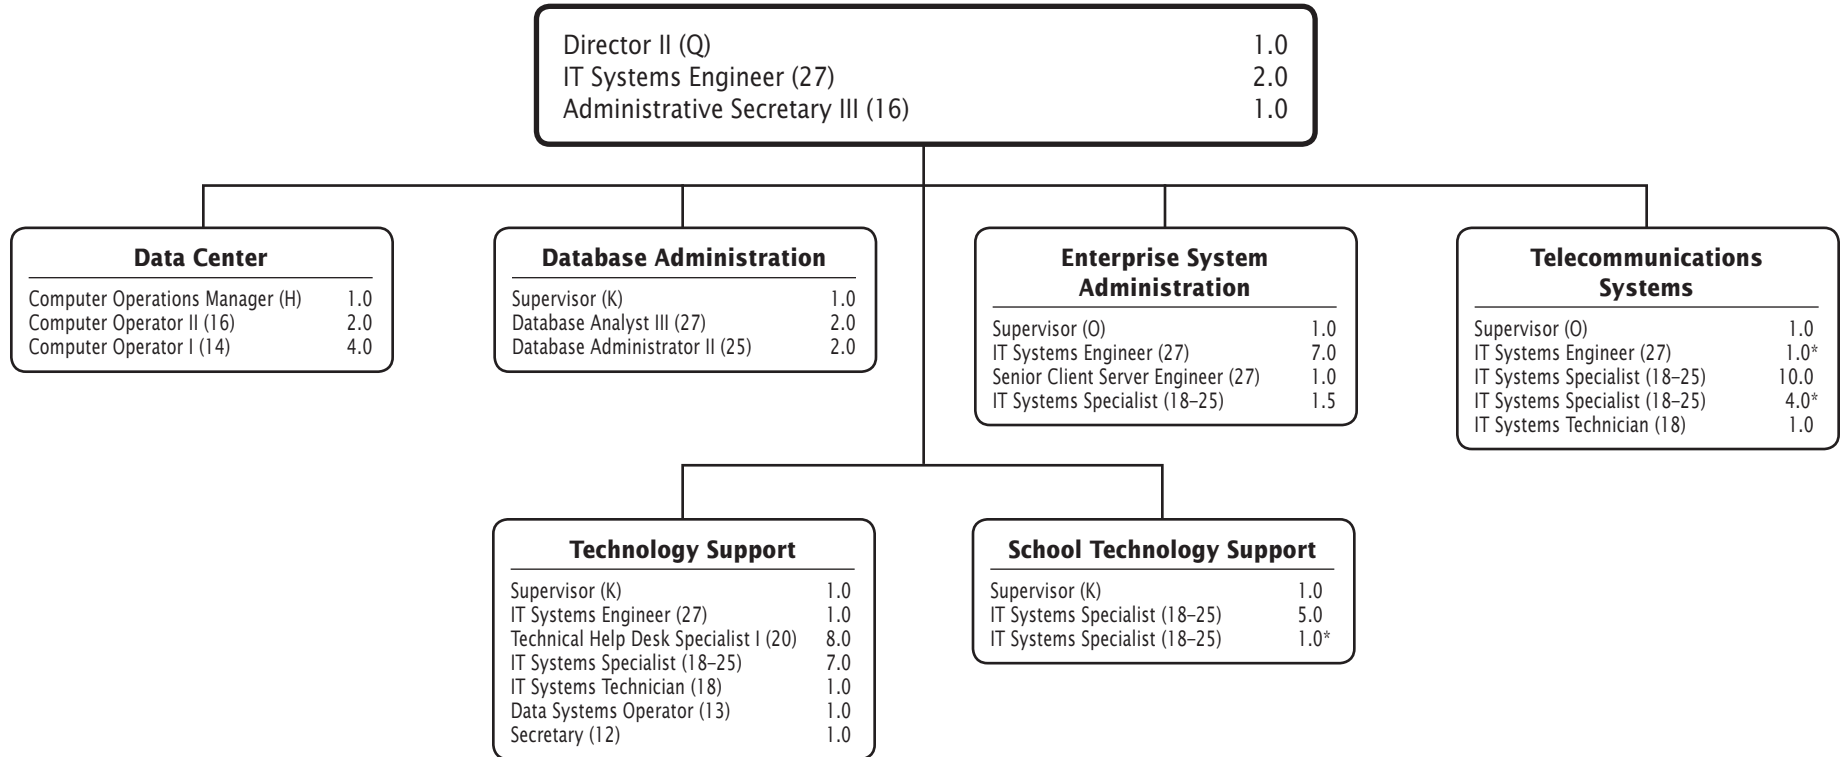 Director II (Q) 1.0
IT Systems Engineer (27) 2.0
Administrative Secretary III (16) 1.0
Data Center
Computer Operations Manager (H) 1.0
Computer Operator II (16) 2.0
Computer Operator I (14) 4.0
Database Administration
Supervisor (K) 1.0
Database Analyst III (27) 2.0
Database Administrator II (25) 2.0
Enterprise System
Administration
Supervisor (O) 1.0
IT Systems Engineer (27) 7.0
Senior Client Server Engineer (27) 1.0
IT Systems Specialist (18–25) 1.5
Telecommunications
Systems
Supervisor (O) 1.0
IT Systems Engineer (27) 1.0*
IT Systems Specialist (18–25) 10.0
IT Systems Specialist (18–25) 4.0*
IT Systems Technician (18) 1.0
Technology Support
Supervisor (K) 1.0
IT Systems Engineer (27) 1.0
Technical Help Desk Specialist I (20) 8.0
IT Systems Specialist (18–25) 7.0
IT Systems Technician (18) 1.0
Data Systems Operator (13) 1.0
Secretary (12) 1.0
School Technology Support
Supervisor (K) 1.0
IT Systems Specialist (18–25) 5.0
IT Systems Specialist (18–25) 1.0*